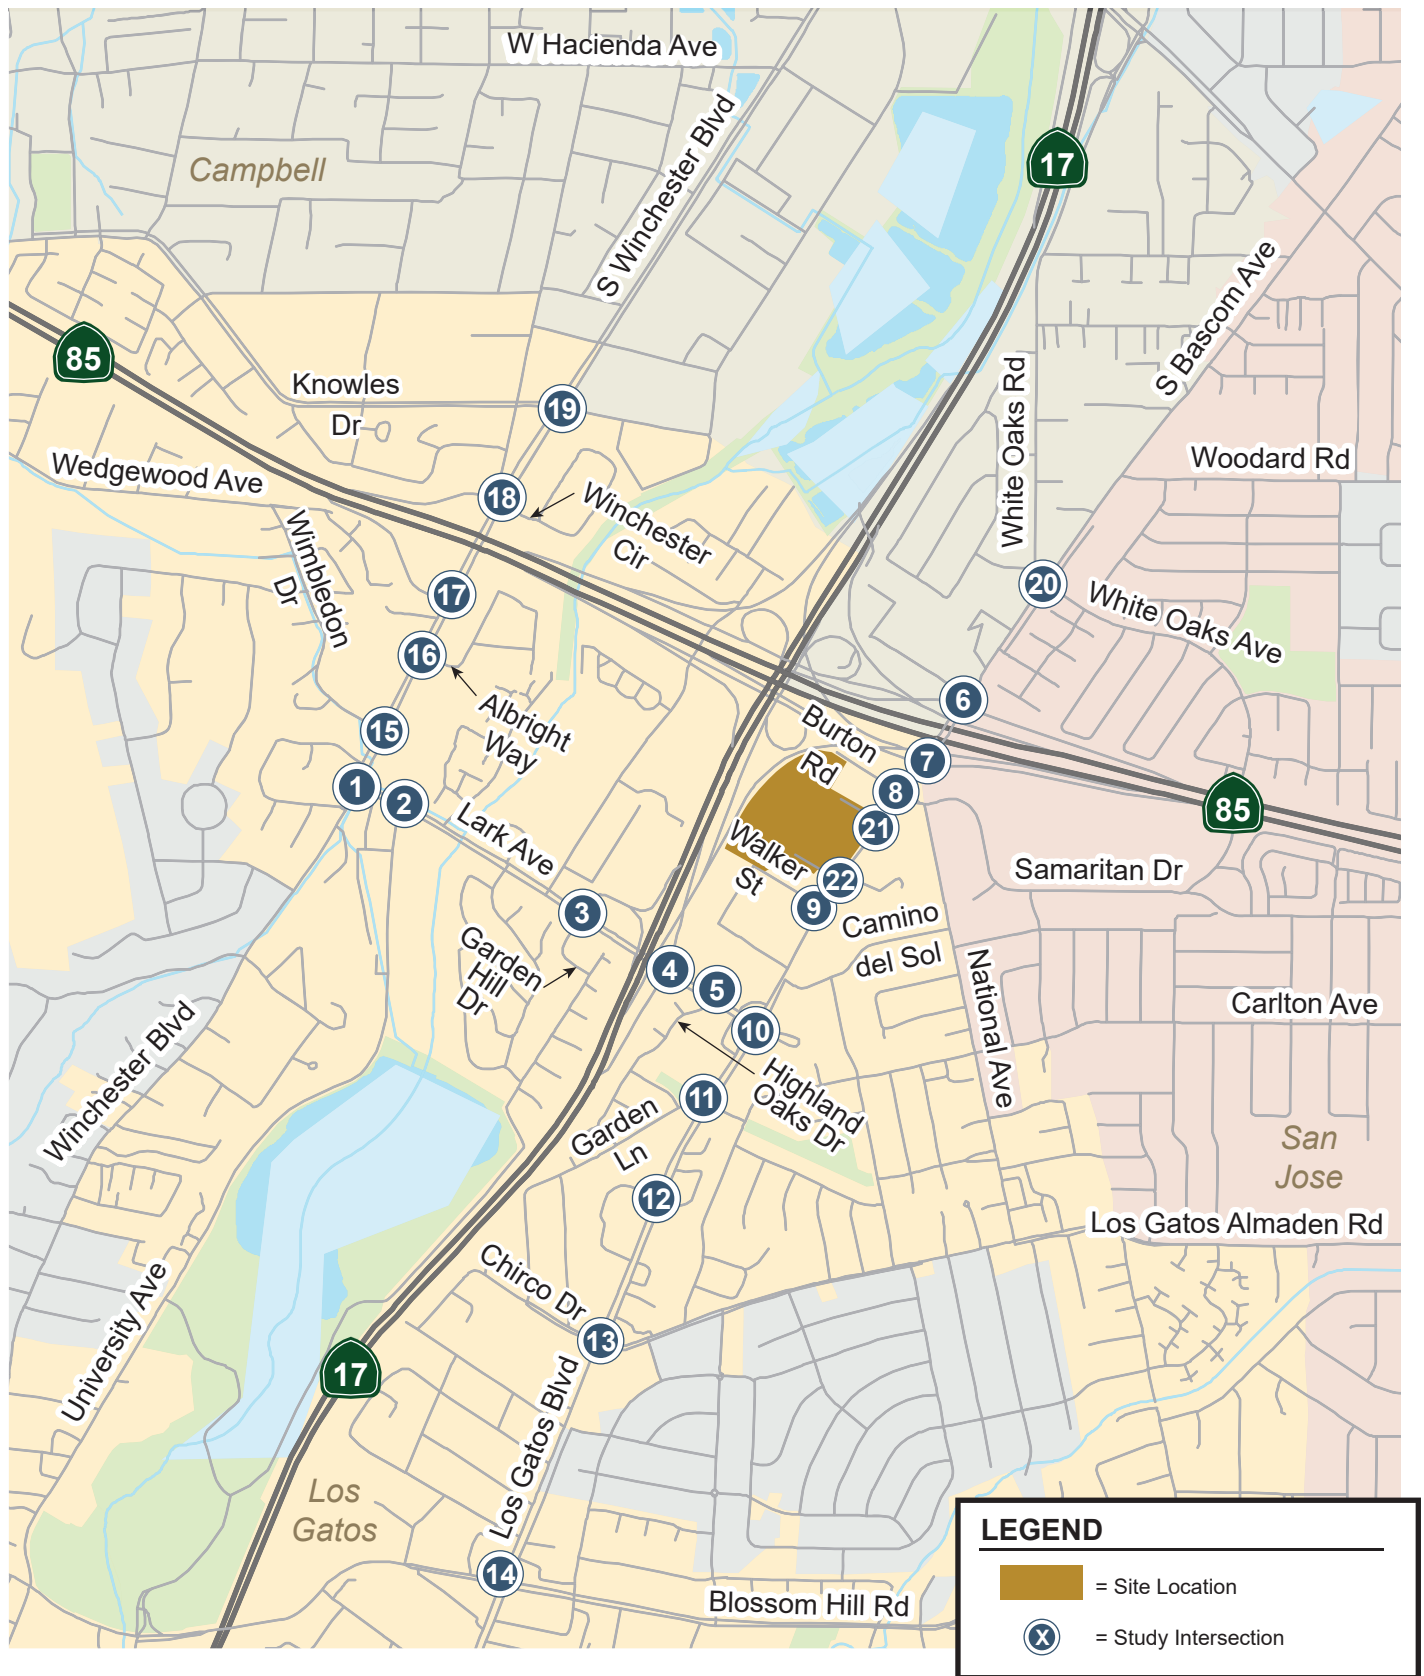 W Hacienda Ave
S Winchester Blvd
Campbell
17
S Bascom Ave
85
Knowles
Dr
19
White Oaks Rd
Woodard Rd
Wedgewood Ave
18
Winchester
Cir
Wimbledon
Dr
17
20
White Oaks Ave
16
Albright
Way
6
15
Burton
Rd
7
1
2
8
85
21
Lark Ave
Walker
St
22
Samaritan Dr
3
9
Camino
del Sol
Garden
Hill
Dr
4
5
National Ave
Carlton Ave
10
Winchester Blvd
Highland
Oaks Dr
11
Garden
Ln
San
Jose
12
Los Gatos Almaden Rd
Chirco Dr
University Ave
13
17
Los Gatos Blvd
Los
Gatos
14
Blossom Hill Rd
LEGEND
= Site Location
X
= Study Intersection